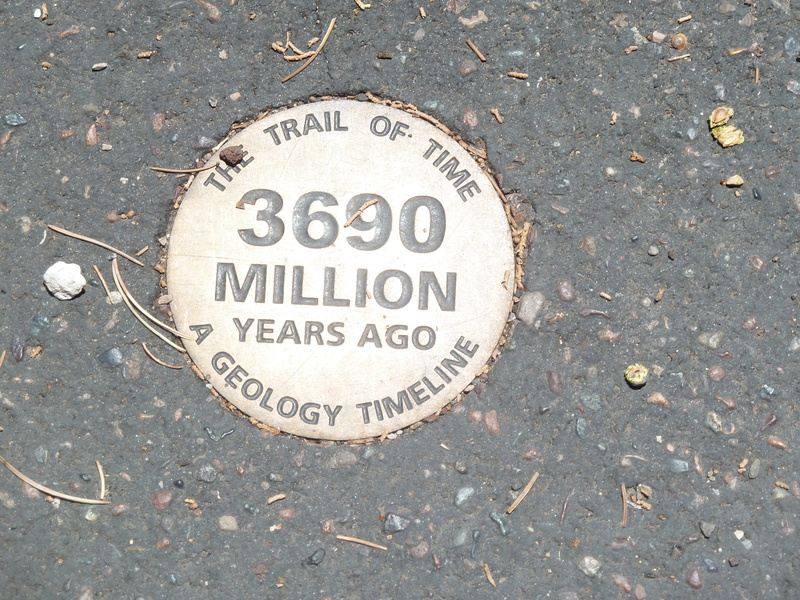 THE TRAIL OF TIME
3690
MILLION
YEARS AGO
A GEOLOGY TIMELINE